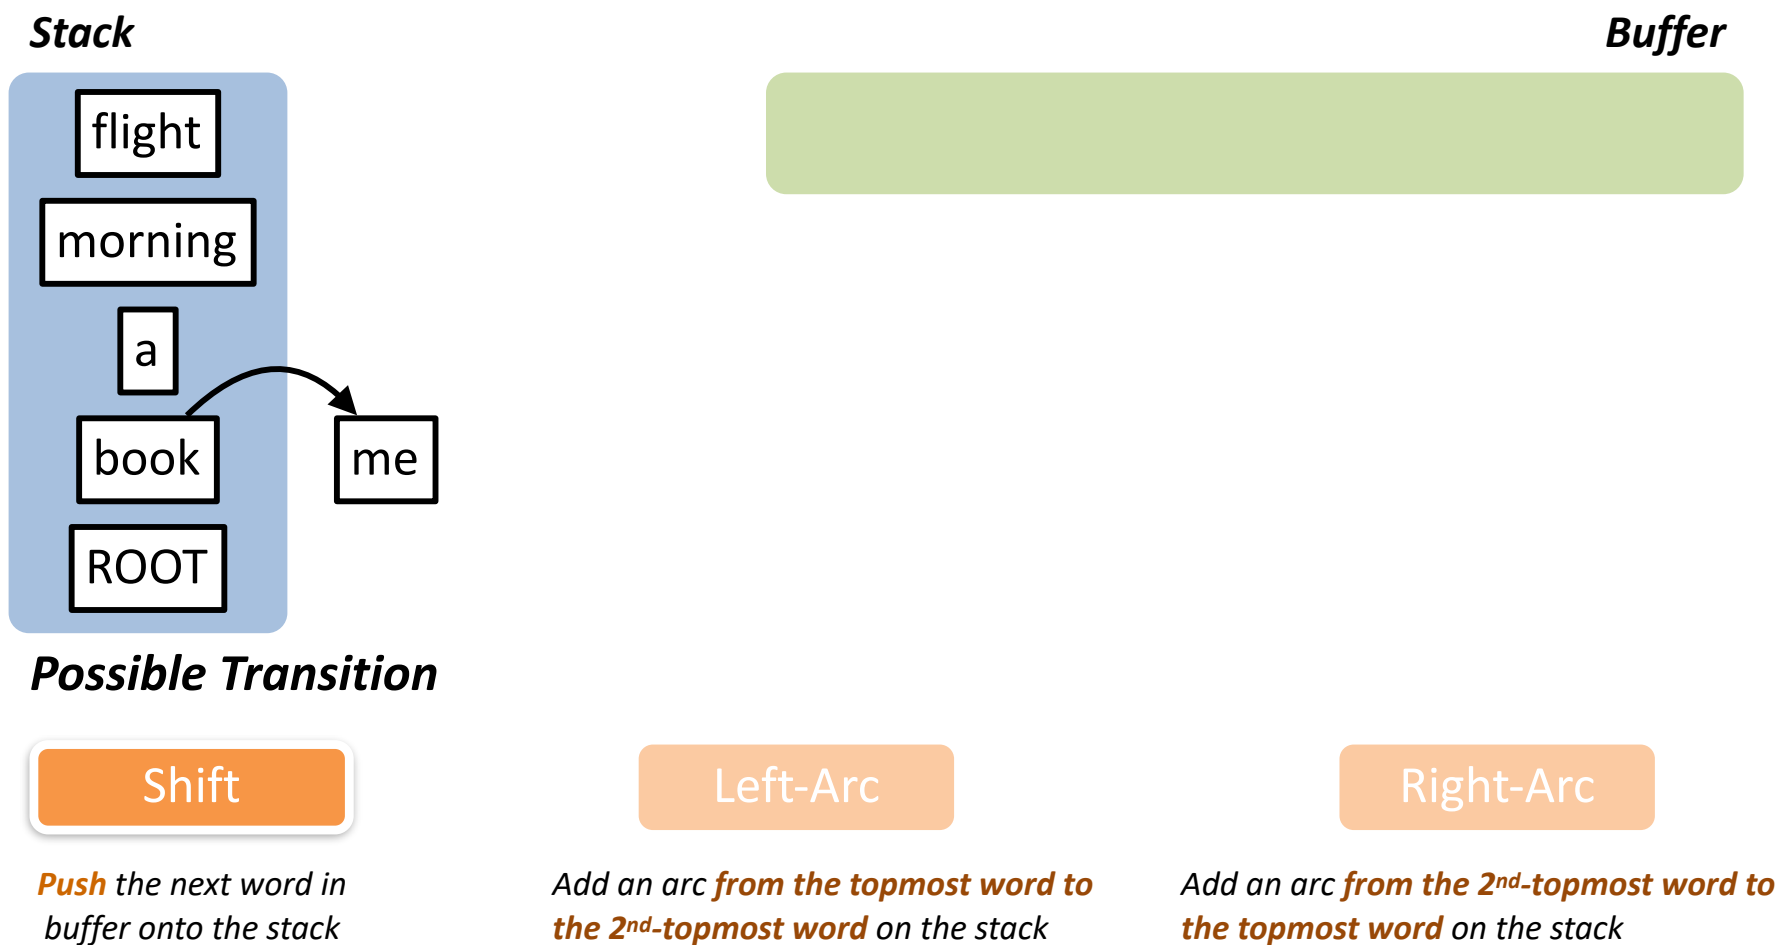 Stack
Buffer
flight
morning
a
book
me
ROOT
Possible Transition
Shift
Left-Arc
Right-Arc
Push the next word in
buffer onto the stack
Add an arc from the topmost word to
the 2nd-topmost word on the stack
Add an arc from the 2nd-topmost word to
the topmost word on the stack